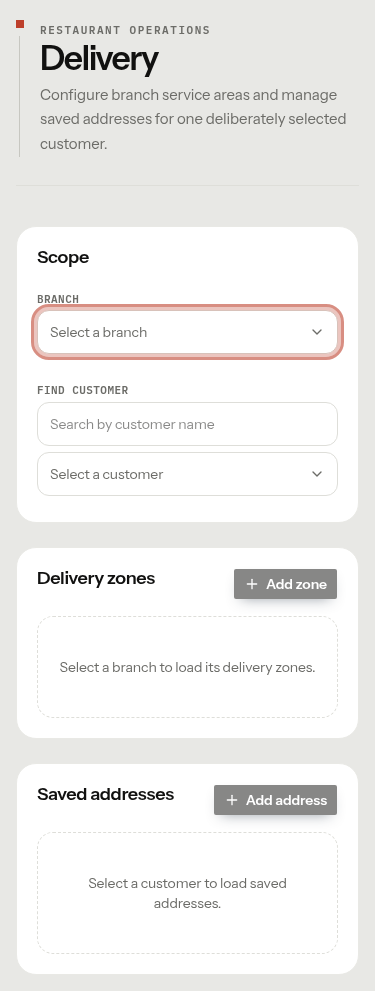 RESTAURANT OPERATIONS
Delivery
Configure branch service areas and manage
saved addresses for one deliberately selected
customer.
Scope
BRANCH
Select a branch
FIND CUSTOMER
Search by customer name
Select a customer
Delivery zones
Add zone
Select a branch to load its delivery zones.
Saved addresses
Add address
Select a customer to load saved
addresses.